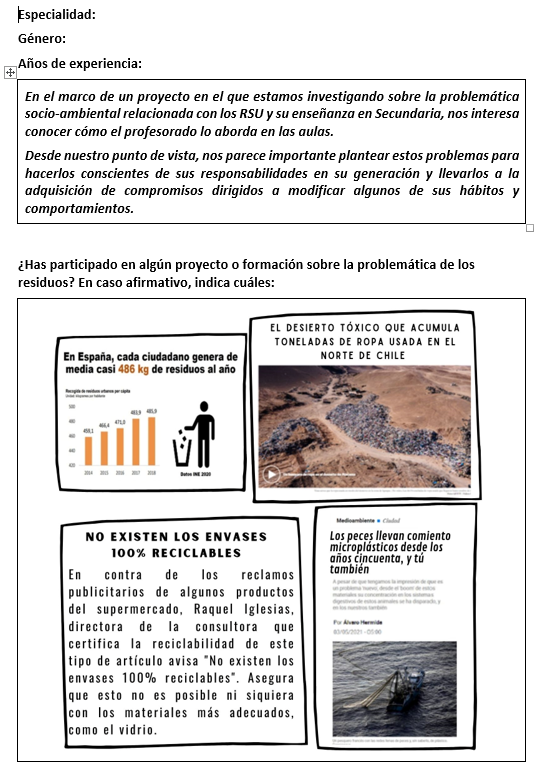 Especialidad:
Género:
Años de experiencia:
En el marco de un proyecto en el que estamos investigando sobre la problemática
socio-ambiental relacionada con los RSU y su enseñanza en Secundaria, nos interesa
conocer cómo el profesorado lo aborda en las aulas.
Desde nuestro punto de vista, nos parece importante plantear estos problemas para
hacerlos conscientes de sus responsabilidades en su generación y llevarlos a la
adquisición de compromisos dirigidos a modificar algunos de sus hábitos y
comportamientos.
¿Has participado en algún proyecto o formación sobre la problemática de los
residuos? En caso afirmativo, indica cuáles:
En España, cada ciudadano genera de
media casi 486 kg de residuos al año
Recogida de residuos urbanos per cápita
500
480
460
440
420
459,1
466,4
471,0
483,9
485,9
2014 2015 2016 2017 2018
Datos INE 2020
EL DESIERTO TÓXICO QUE ACUMULA
TONELADAS DE ROPA USADA EN EL
NORTE DE CHILE
NO EXISTEN LOS ENVASES
100% RECICLABLES
En contra de los reclamos
publicitarios de algunos productos
del supermercado, Raquel Iglesias,
directora de la consultora que
certifica la reciclabilidad de este
tipo de artículo avisa "No existen los
envases 100% reciclables". Asegura
que esto no es posible ni siquiera
con los materiales más adecuados,
como el vidrio.
Medioambiente • Ciudad
Los peces llevan comiento
microplásticos desde los
años cincuenta, y tú
también
A pesar de que tengamos la impresión de que es
un problema nuevo, desde el boom de estos
materiales su concentración en los sistemas
digestivos de estos animales se ha disparado, y
en los nuestros también
Por Álvaro Hermida
03/05/2021 - 05:00